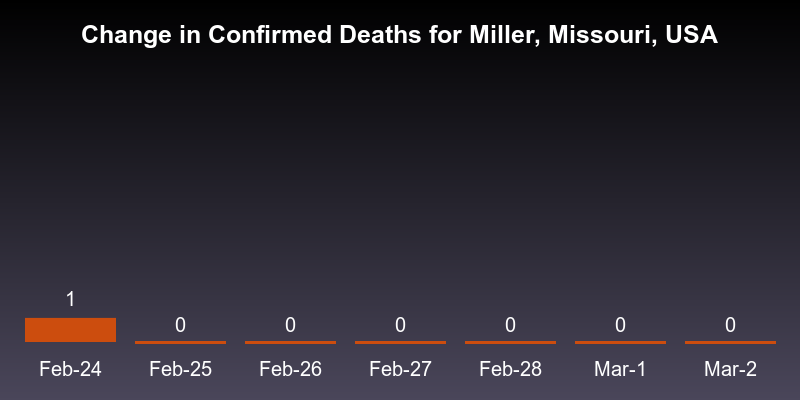 Change in Confirmed Deaths for Miller, Missouri, USA
1 0 0 0 0 0 0
Feb-24 Feb-25 Feb-26 Feb-27 Feb-28 Mar-1 Mar-2